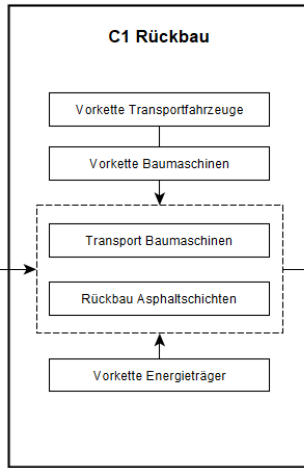 C1 Rückbau
Vorkette Transportfahrzeuge
Vorkette Baumaschinen
Transport Baumaschinen
Rückbau Asphaltschichten
Vorkette Energieträger